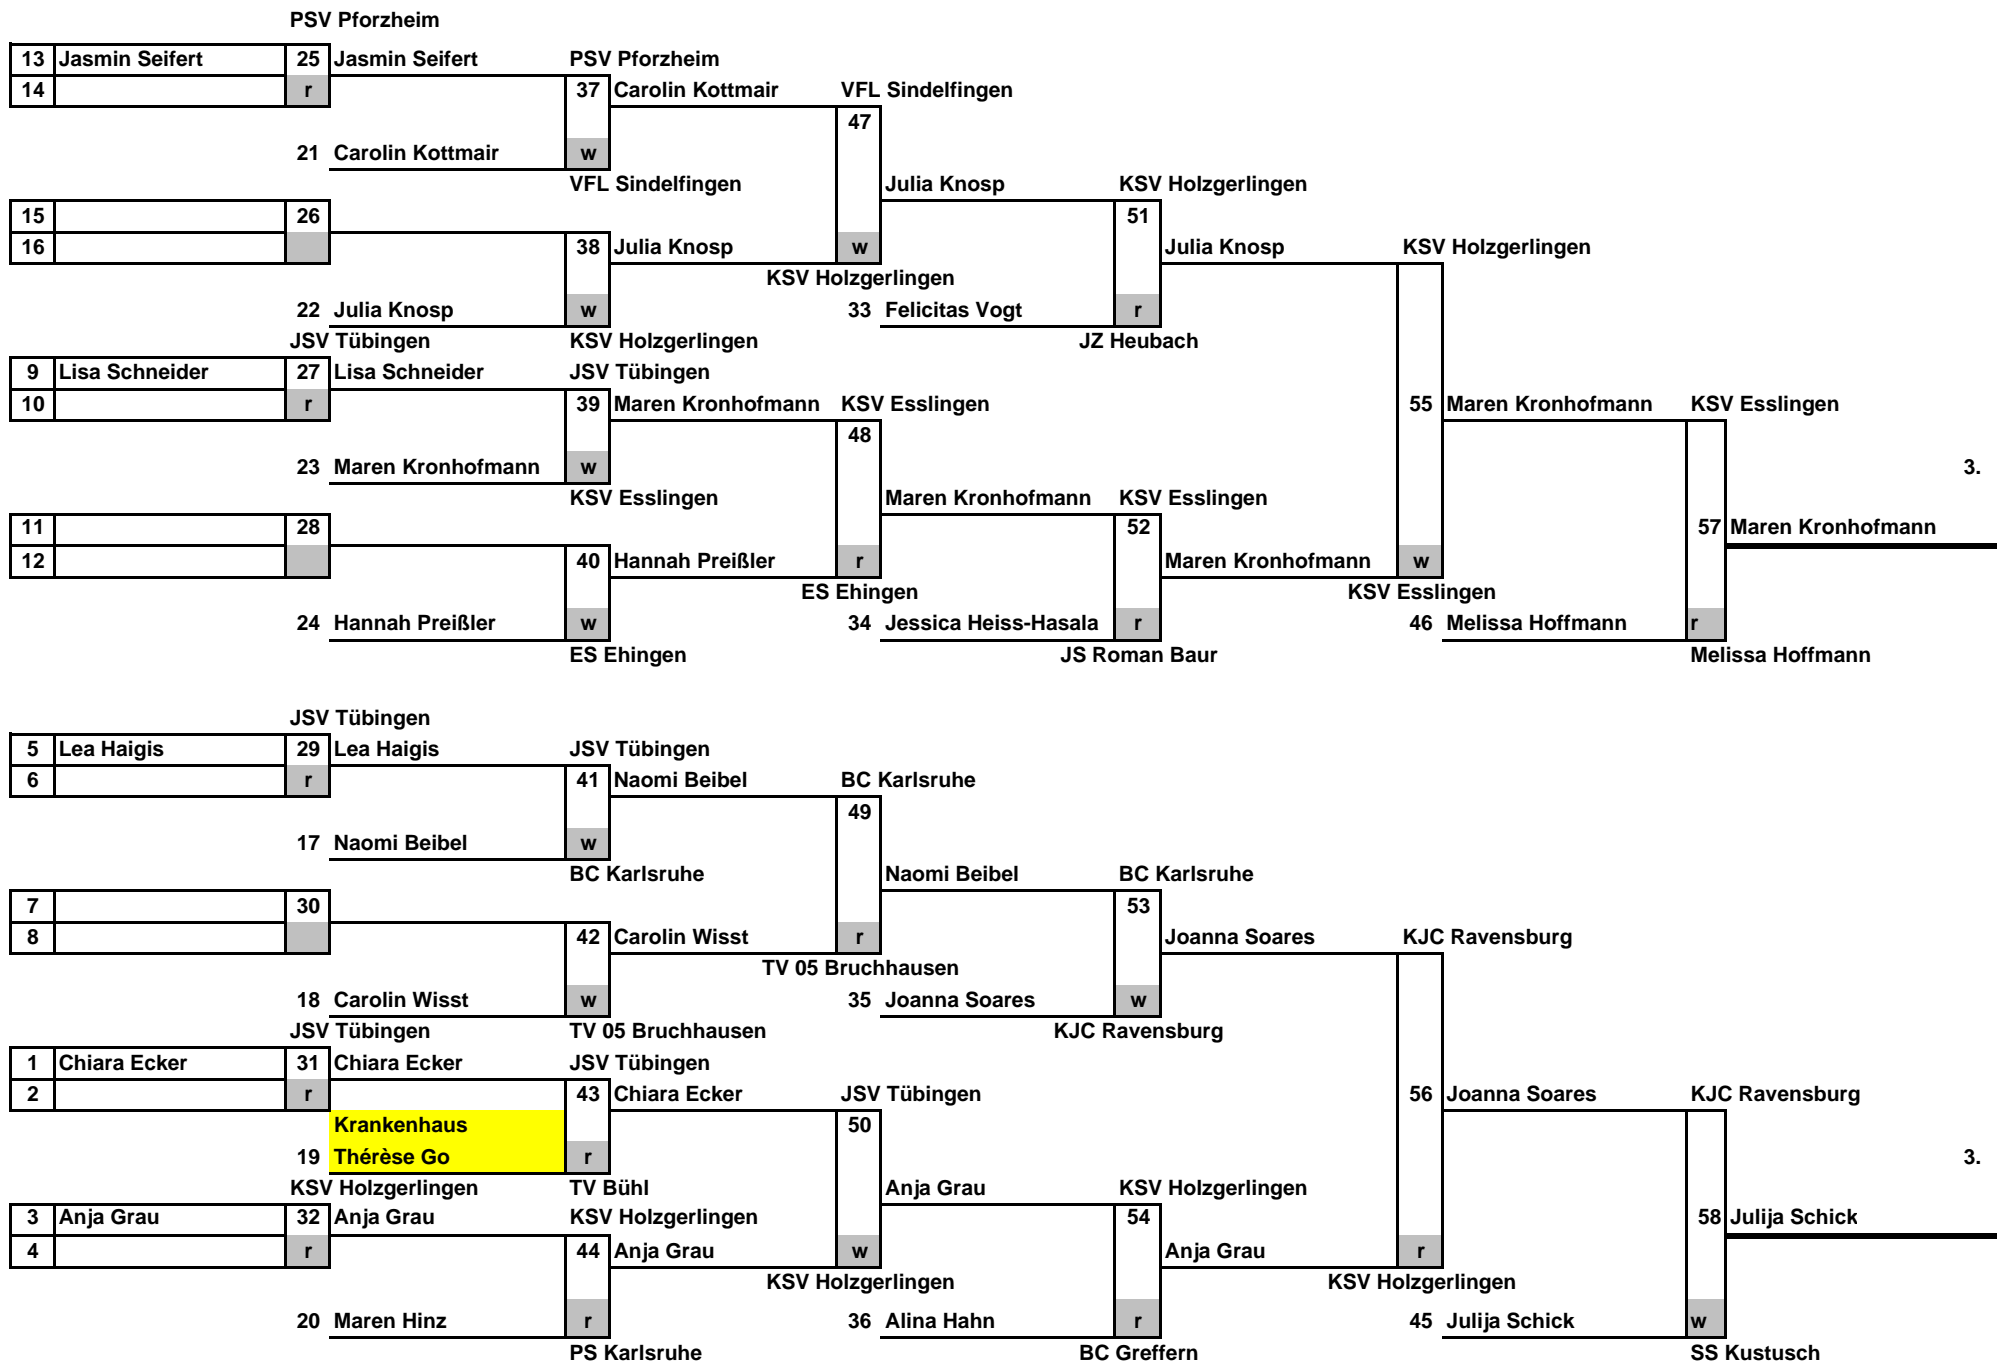 PSV Pforzheim
13 Jasmin Seifert 25 Jasmin Seifert PSV Pforzheim
14 r 37 Carolin Kottmair VFL Sindelfingen
47
21 Carolin Kottmair w
VFL Sindelfingen Julia Knosp KSV Holzgerlingen
15 26 51
16 38 Julia Knosp w Julia Knosp KSV Holzgerlingen
KSV Holzgerlingen
22 Julia Knosp w 33 Felicitas Vogt r
JSV Tübingen KSV Holzgerlingen JZ Heubach
9 Lisa Schneider 27 Lisa Schneider JSV Tübingen
10 r 39 Maren Kronhofmann KSV Esslingen 55 Maren Kronhofmann KSV Esslingen
48
23 Maren Kronhofmann w 3.
KSV Esslingen Maren Kronhofmann KSV Esslingen
11 28 52 57 Maren Kronhofmann
12 40 Hannah Preißler r Maren Kronhofmann w
ES Ehingen KSV Esslingen
24 Hannah Preißler w 34 Jessica Heiss-Hasala r 46 Melissa Hoffmann r
ES Ehingen JS Roman Baur Melissa Hoffmann
JSV Tübingen
5 Lea Haigis 29 Lea Haigis JSV Tübingen
6 r 41 Naomi Beibel BC Karlsruhe
49
17 Naomi Beibel w
BC Karlsruhe Naomi Beibel BC Karlsruhe
7 30 53
8 42 Carolin Wisst r Joanna Soares KJC Ravensburg
TV 05 Bruchhausen
18 Carolin Wisst w 35 Joanna Soares w
JSV Tübingen TV 05 Bruchhausen KJC Ravensburg
1 Chiara Ecker 31 Chiara Ecker JSV Tübingen
2 r 43 Chiara Ecker JSV Tübingen 56 Joanna Soares KJC Ravensburg
Krankenhaus 50
19 Thérèse Go r 3.
KSV Holzgerlingen TV Bühl Anja Grau KSV Holzgerlingen
3 Anja Grau 32 Anja Grau KSV Holzgerlingen 54 58 Julija Schick
4 r 44 Anja Grau w Anja Grau r
KSV Holzgerlingen KSV Holzgerlingen
20 Maren Hinz r 36 Alina Hahn r 45 Julija Schick w
PS Karlsruhe BC Greffern SS Kustusch